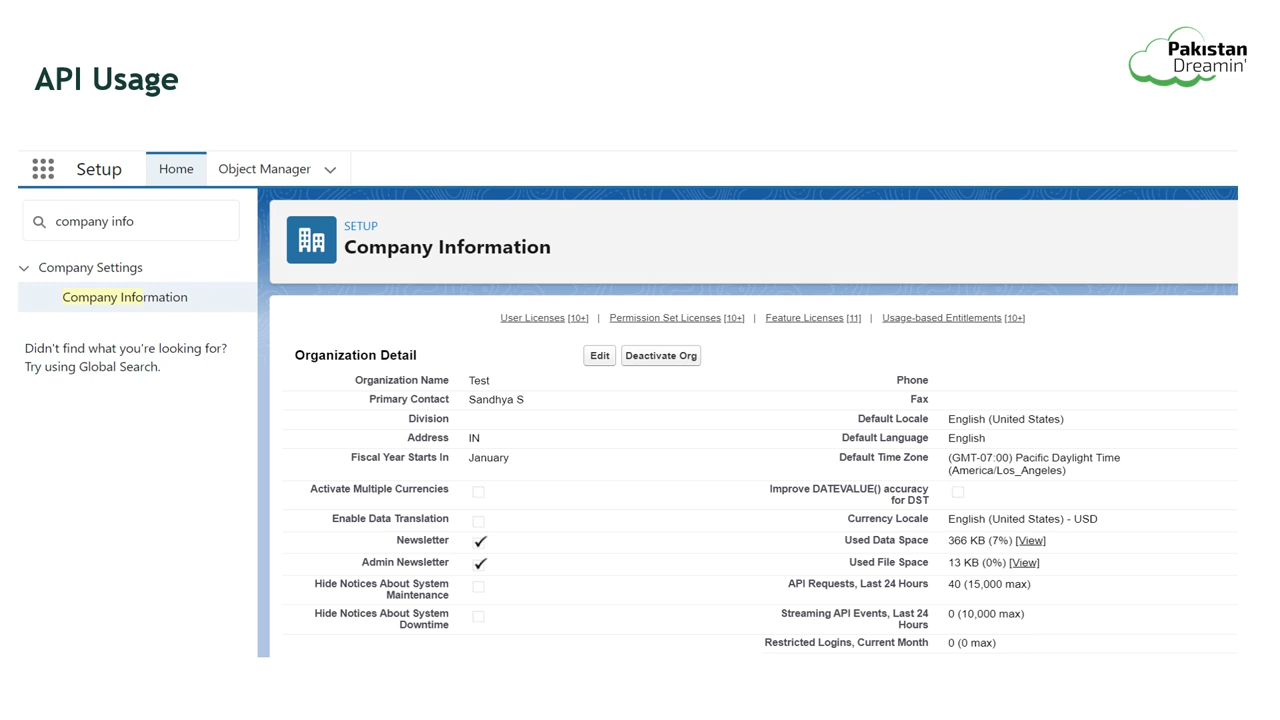 API Usage
Pakistan
Dreamin'
Setup
Home
Object Manager
company info
Company Settings
Company Information
Didn't find what you're looking for?
Try using Global Search.
SETUP
Company Information
User Licenses [10+] | Permission Set Licenses [10+] | Feature Licenses [11] | Usage-based Entitlements [10+]
Organization Detail
Edit
Deactivate Org
Organization Name Test
Phone
Primary Contact Sandhya S
Fax
Division
Default Locale English (United States)
Address IN
Default Language English
Fiscal Year Starts In January
Default Time Zone (GMT-07:00) Pacific Daylight Time
(America/Los_Angeles)
Activate Multiple Currencies
Improve DATEVALUE() accuracy
for DST
Enable Data Translation
Currency Locale English (United States) - USD
Newsletter
Used Data Space 366 KB (7%) [View]
Admin Newsletter
Used File Space 13 KB (0%) [View]
Hide Notices About System
Maintenance
API Requests, Last 24 Hours 40 (15,000 max)
Hide Notices About System
Downtime
Streaming API Events, Last 24
Hours
0 (10,000 max)
Restricted Logins, Current Month 0 (0 max)